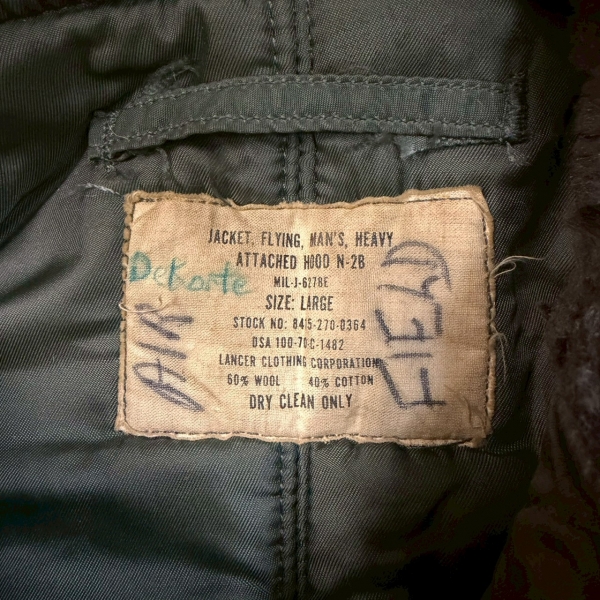 JACKET, FLYING, MAN'S, HEAVY
ATTACHED HOOD N-2B
DeKorte
MIL-J-6278E
SIZE: LARGE
STOCK NO: 8415-270-0364
DSA 100-70-C-1482
LANCER CLOTHING CORPORATION
60% WOOL 40% COTTON
DRY CLEAN ONLY
AIR
FIELD